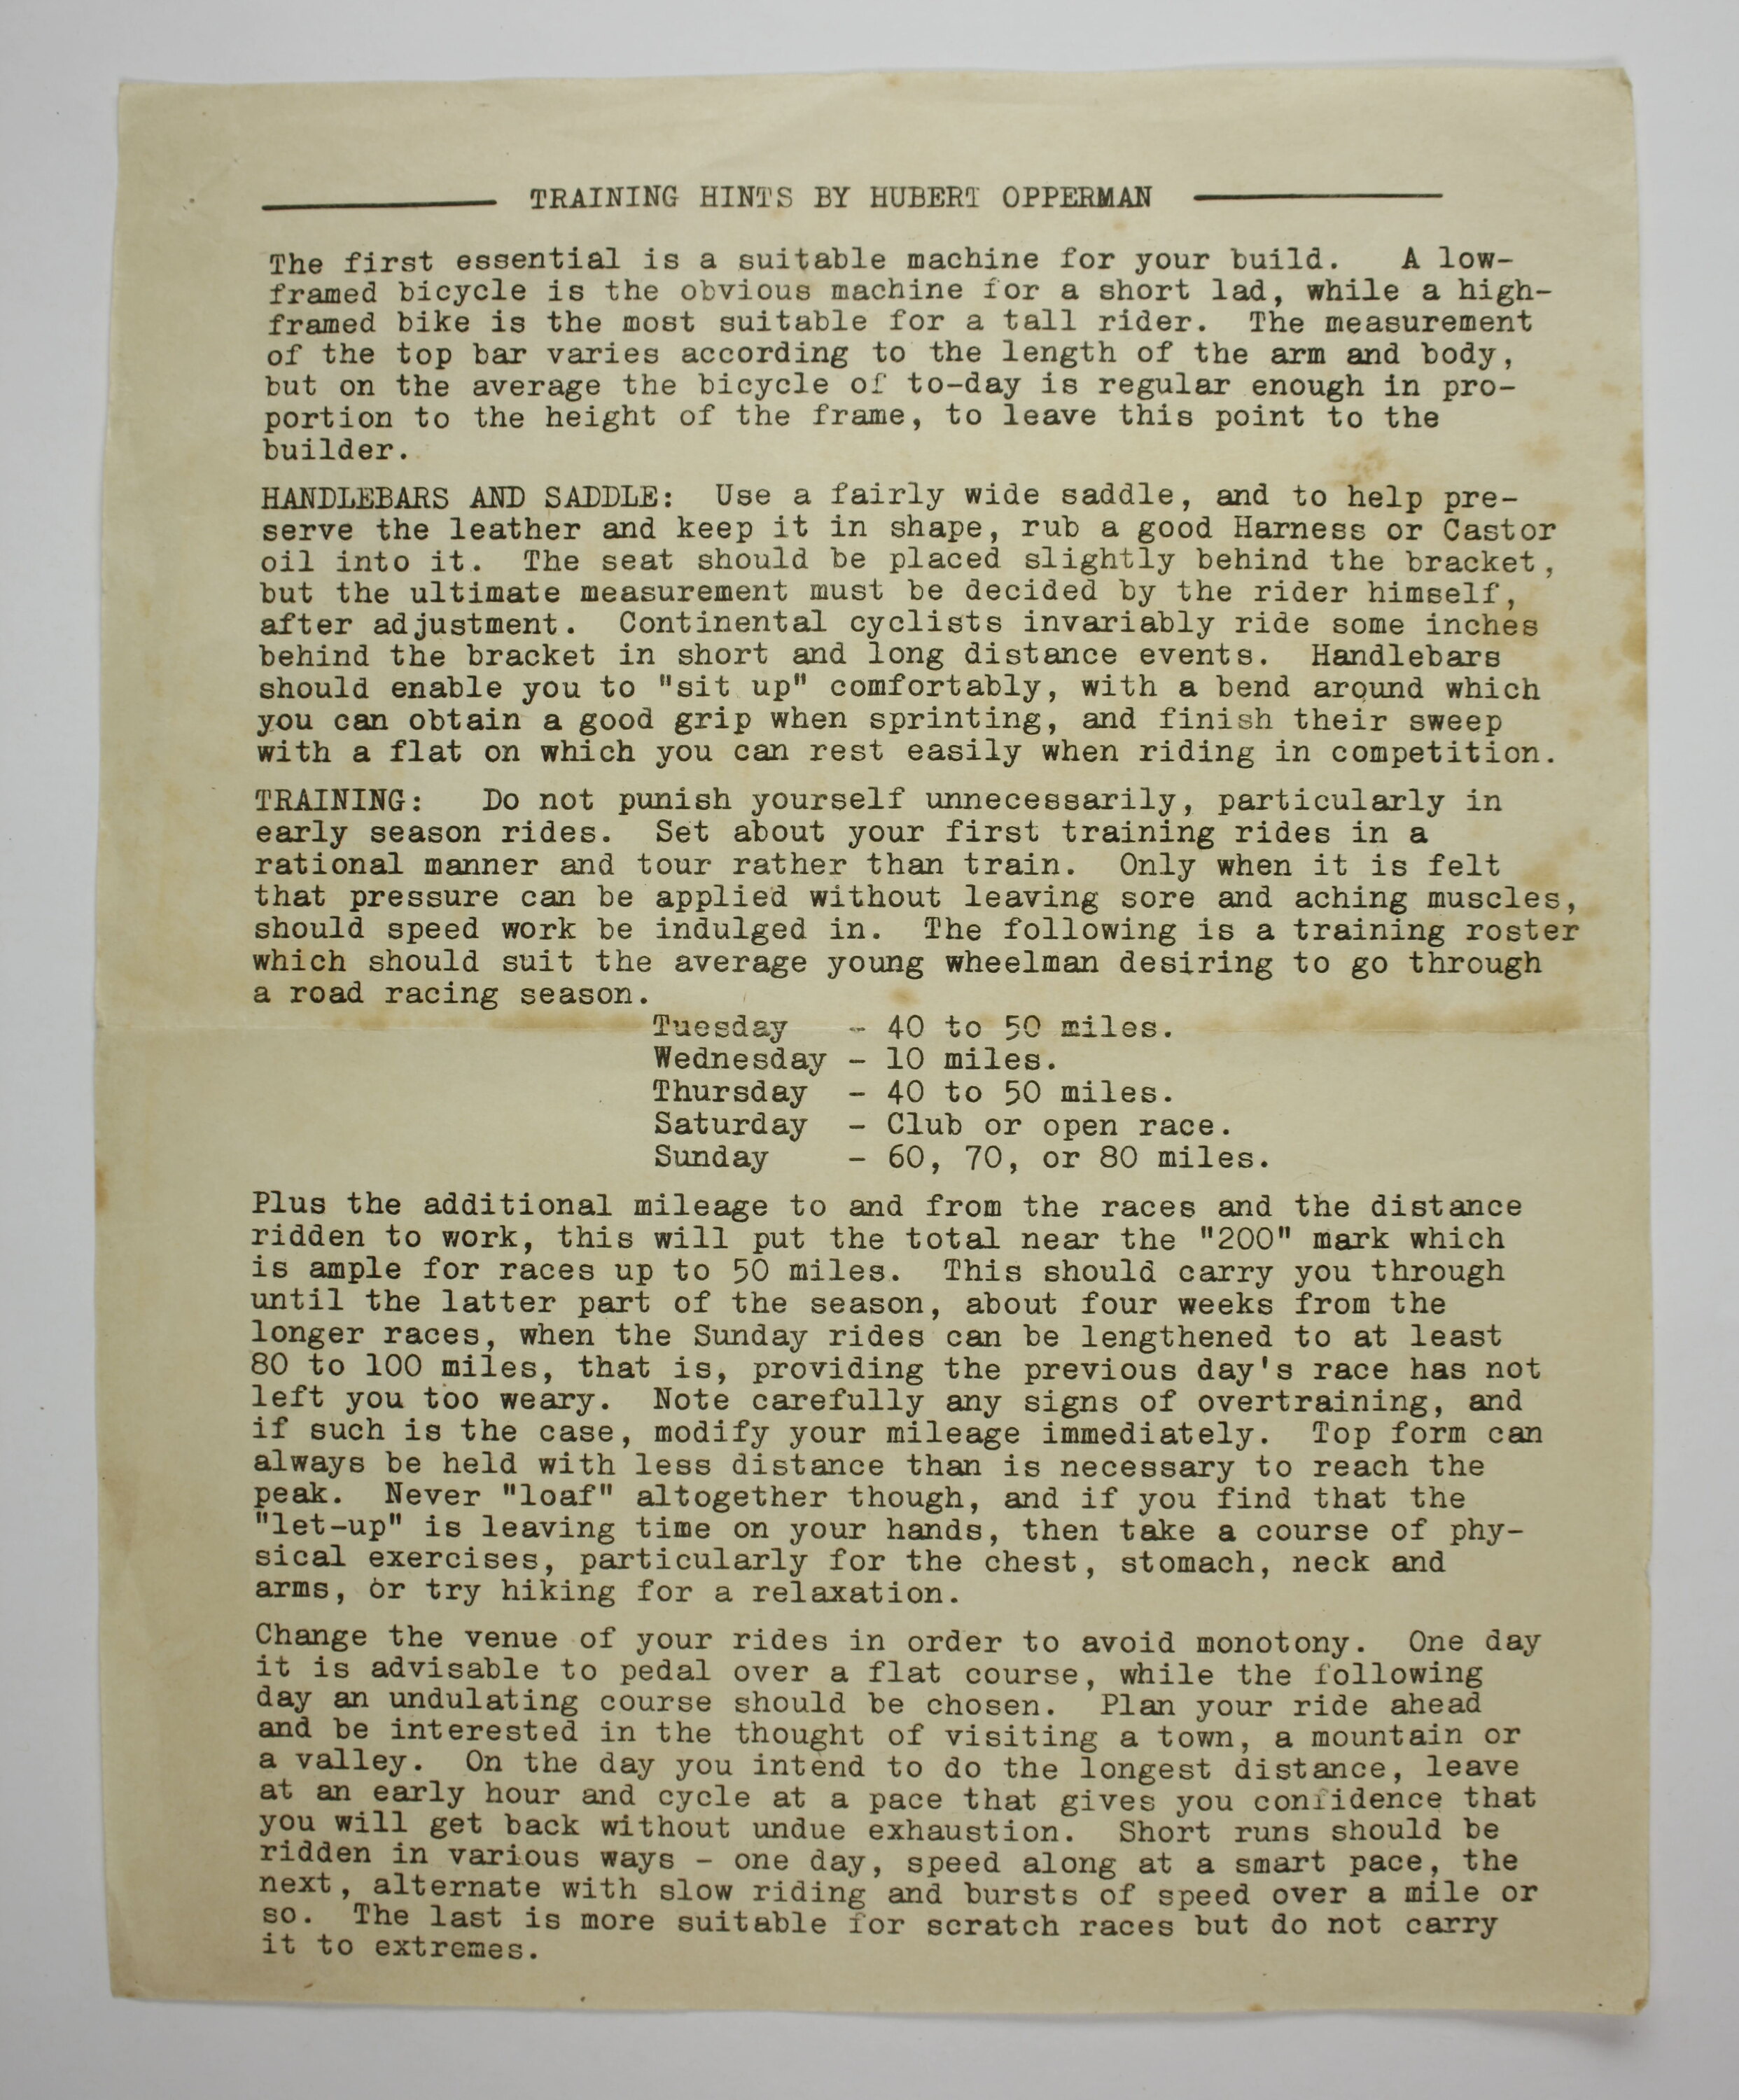 TRAINING HINTS BY HUBERT OPPERMAN
The first essential is a suitable machine for your build. A low-
framed bicycle is the obvious machine for a short lad, while a high-
framed bike is the most suitable for a tall rider. The measurement
of the top bar varies according to the length of the arm and body,
but on the average the bicycle of to-day is regular enough in pro-
portion to the height of the frame, to leave this point to the
builder.
HANDLEBARS AND SADDLE: Use a fairly wide saddle, and to help pre-
serve the leather and keep it in shape, rub a good Harness or Castor
oil into it. The seat should be placed slightly behind the bracket,
but the ultimate measurement must be decided by the rider himself,
after adjustment. Continental cyclists invariably ride some inches
behind the bracket in short and long distance events. Handlebars
should enable you to "sit up" comfortably, with a bend around which
you can obtain a good grip when sprinting, and finish their sweep
with a flat on which you can rest easily when riding in competition.
TRAINING: Do not punish yourself unnecessarily, particularly in
early season rides. Set about your first training rides in a
rational manner and tour rather than train. Only when it is felt
that pressure can be applied without leaving sore and aching muscles,
should speed work be indulged in. The following is a training roster
which should suit the average young wheelman desiring to go through
a road racing season.
Tuesday - 40 to 50 miles.
Wednesday - 10 miles.
Thursday - 40 to 50 miles.
Saturday - Club or open race.
Sunday - 60, 70, or 80 miles.
Plus the additional mileage to and from the races and the distance
ridden to work, this will put the total near the "200" mark which
is ample for races up to 50 miles. This should carry you through
until the latter part of the season, about four weeks from the
longer races, when the Sunday rides can be lengthened to at least
80 to 100 miles, that is, providing the previous day's race has not
left you too weary. Note carefully any signs of overtraining, and
if such is the case, modify your mileage immediately. Top form can
always be held with less distance than is necessary to reach the
peak. Never "loaf" altogether though, and if you find that the
"let-up" is leaving time on your hands, then take a course of phy-
sical exercises, particularly for the chest, stomach, neck and
arms, or try hiking for a relaxation.
Change the venue of your rides in order to avoid monotony. One day
it is advisable to pedal over a flat course, while the following
day an undulating course should be chosen. Plan your ride ahead
and be interested in the thought of visiting a town, a mountain or
a valley. On the day you intend to do the longest distance, leave
at an early hour and cycle at a pace that gives you confidence that
you will get back without undue exhaustion. Short runs should be
ridden in various ways - one day, speed along at a smart pace, the
next, alternate with slow riding and bursts of speed over a mile or
so. The last is more suitable for scratch races but do not carry
it to extremes.